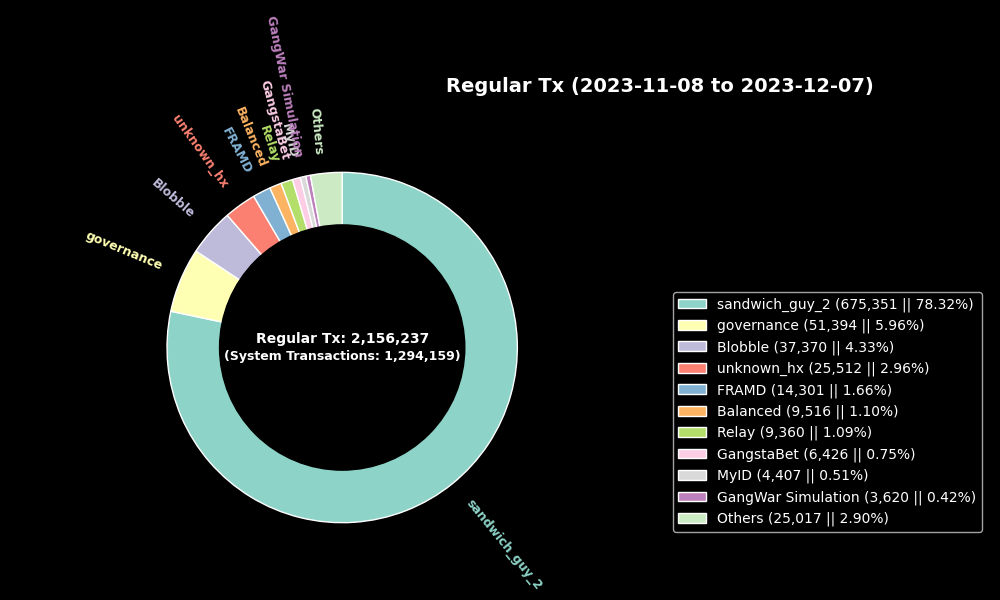 Regular Tx (2023-11-08 to 2023-12-07)
GangWar Simulation
Others
MyID
GangstaBet
Relay
Balanced
FRAMD
unknown_hx
Blobble
governance
Regular Tx: 2,156,237
(System Transactions: 1,294,159)
sandwich_guy_2
sandwich_guy_2 (675,351 || 78.32%)
governance (51,394 || 5.96%)
Blobble (37,370 || 4.33%)
unknown_hx (25,512 || 2.96%)
FRAMD (14,301 || 1.66%)
Balanced (9,516 || 1.10%)
Relay (9,360 || 1.09%)
GangstaBet (6,426 || 0.75%)
MyID (4,407 || 0.51%)
GangWar Simulation (3,620 || 0.42%)
Others (25,017 || 2.90%)